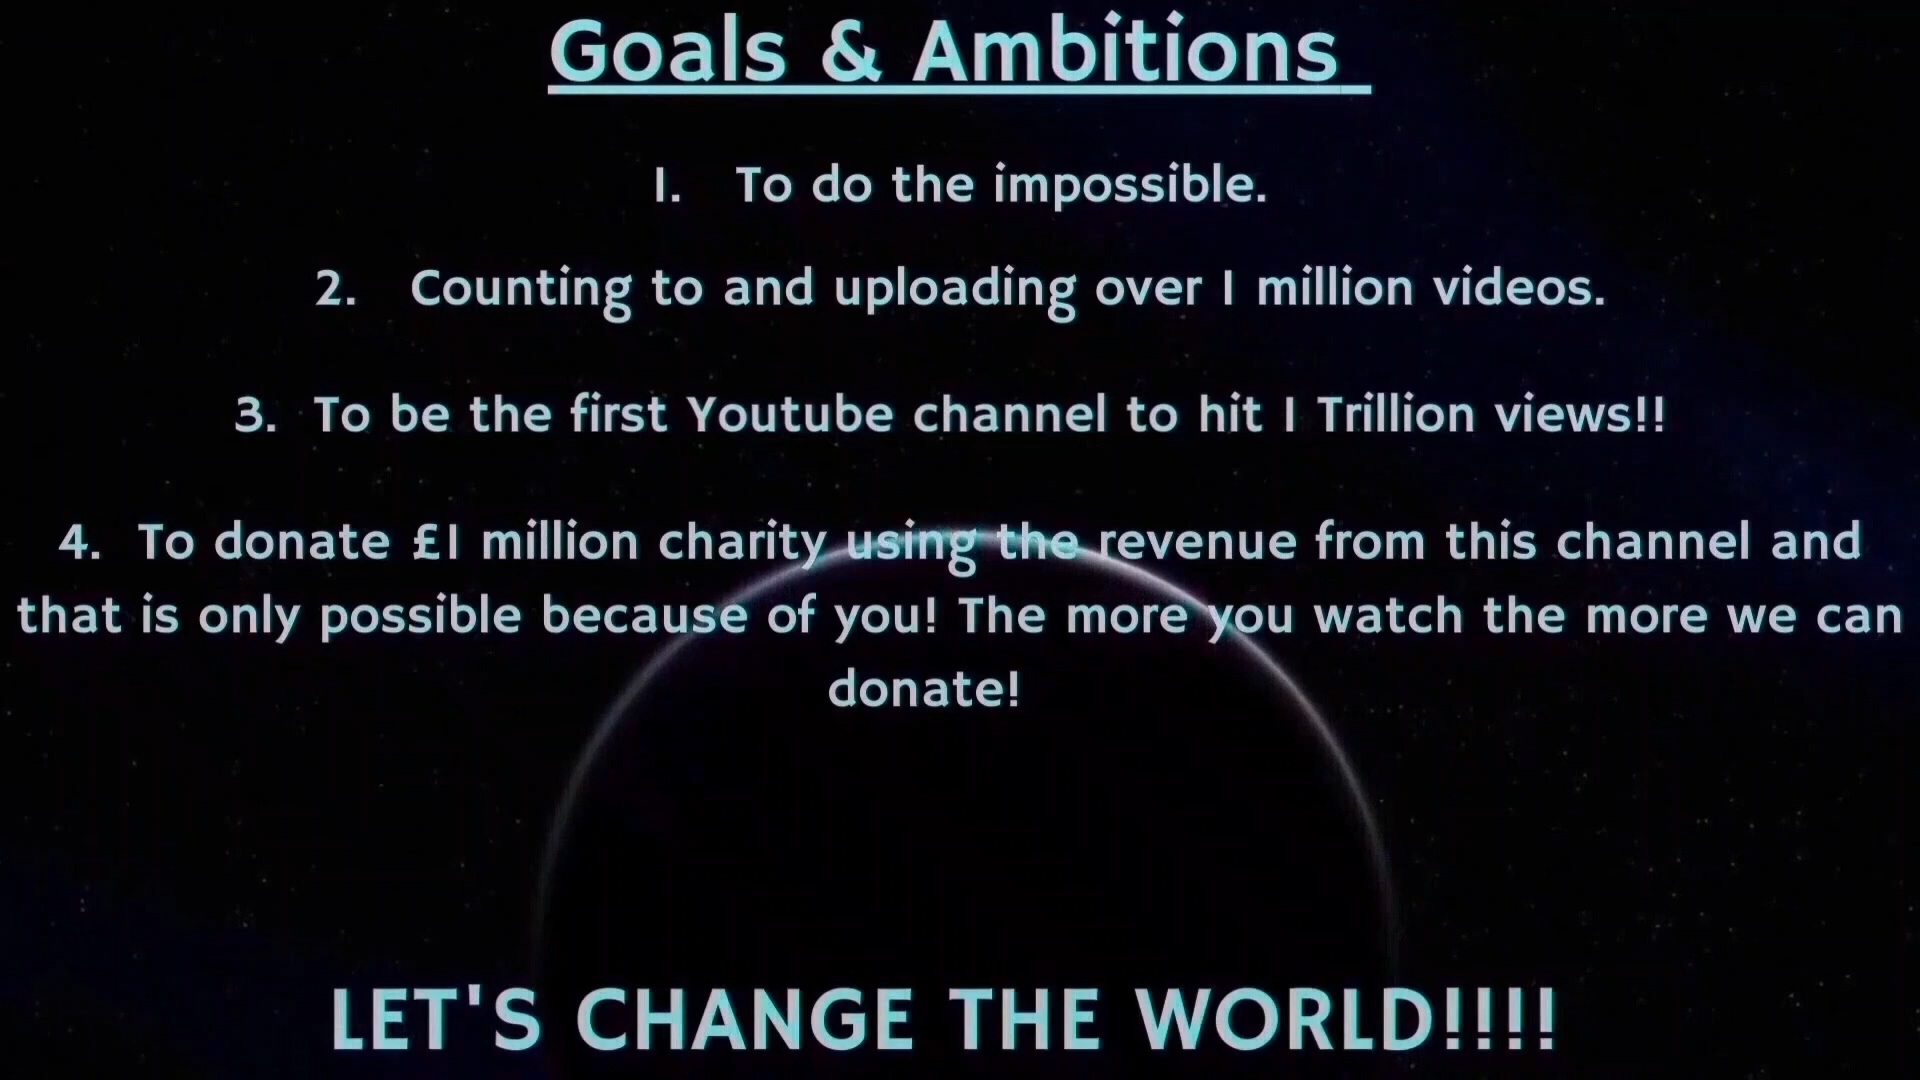 Goals & Ambitions
1. To do the impossible.
2. Counting to and uploading over 1 million videos.
3. To be the first Youtube channel to hit 1 Trillion views!!
4. To donate £1 million charity using the revenue from this channel and
that is only possible because of you! The more you watch the more we can
donate!
LET'S CHANGE THE WORLD!!!!